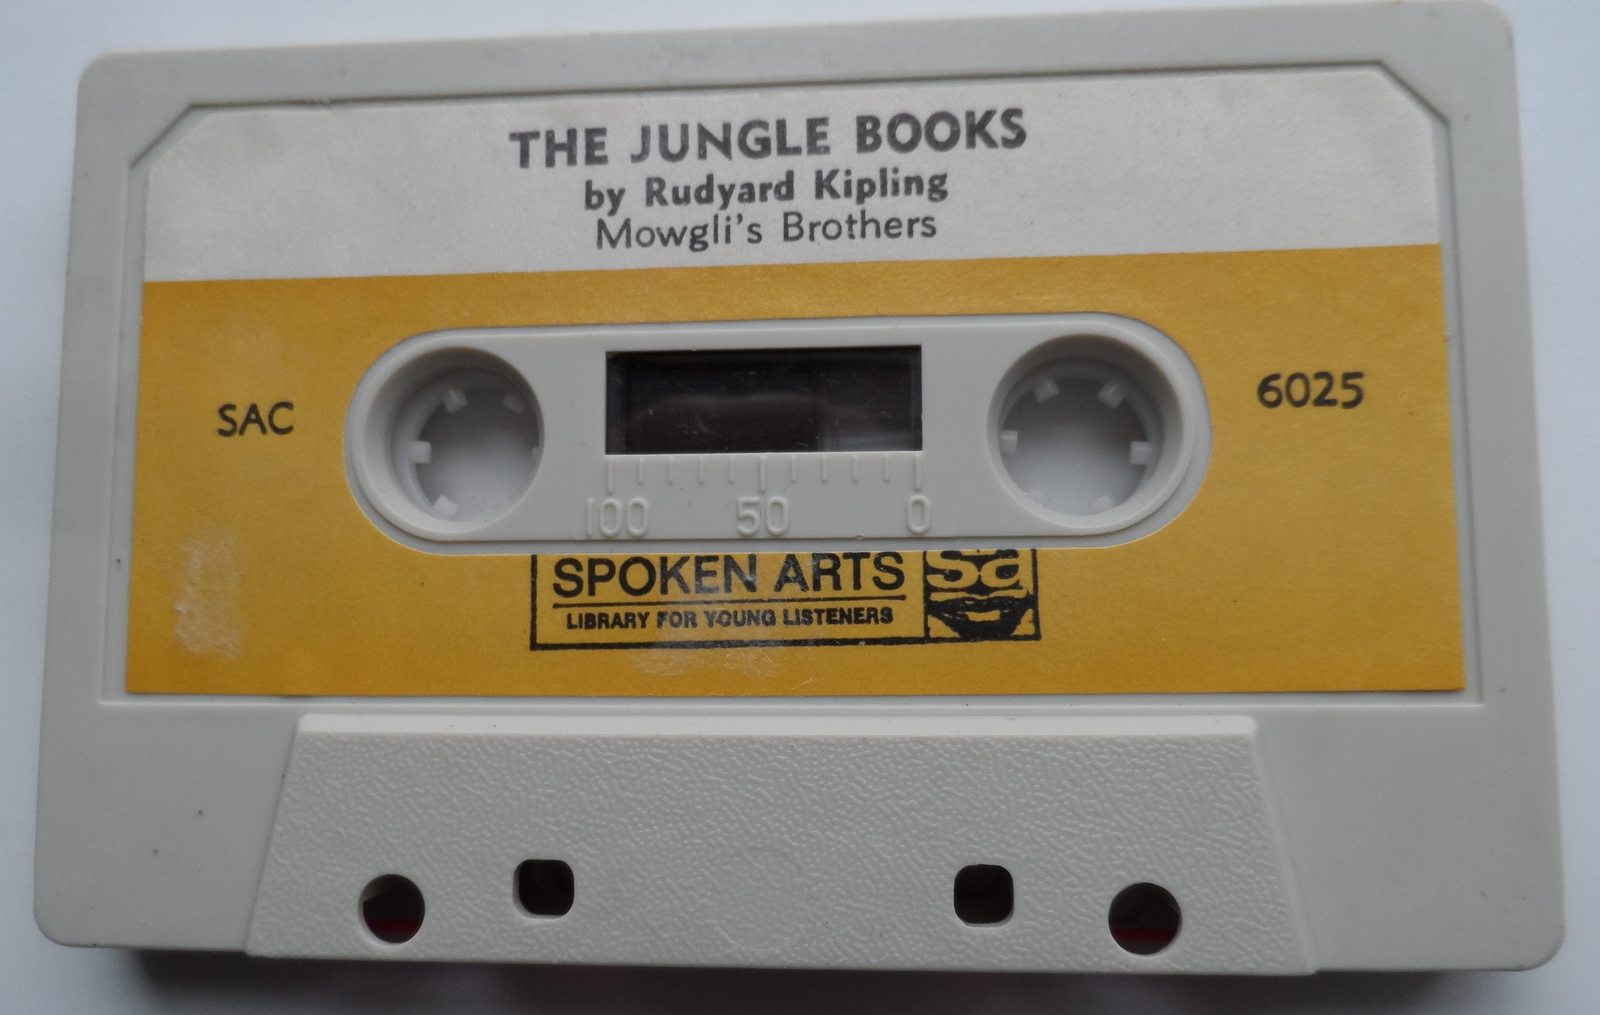 THE JUNGLE BOOKS
by Rudyard Kipling
Mowgli's Brothers
SAC
6025
100 50 0
SPOKEN ARTS
sa
LIBRARY FOR YOUNG LISTENERS